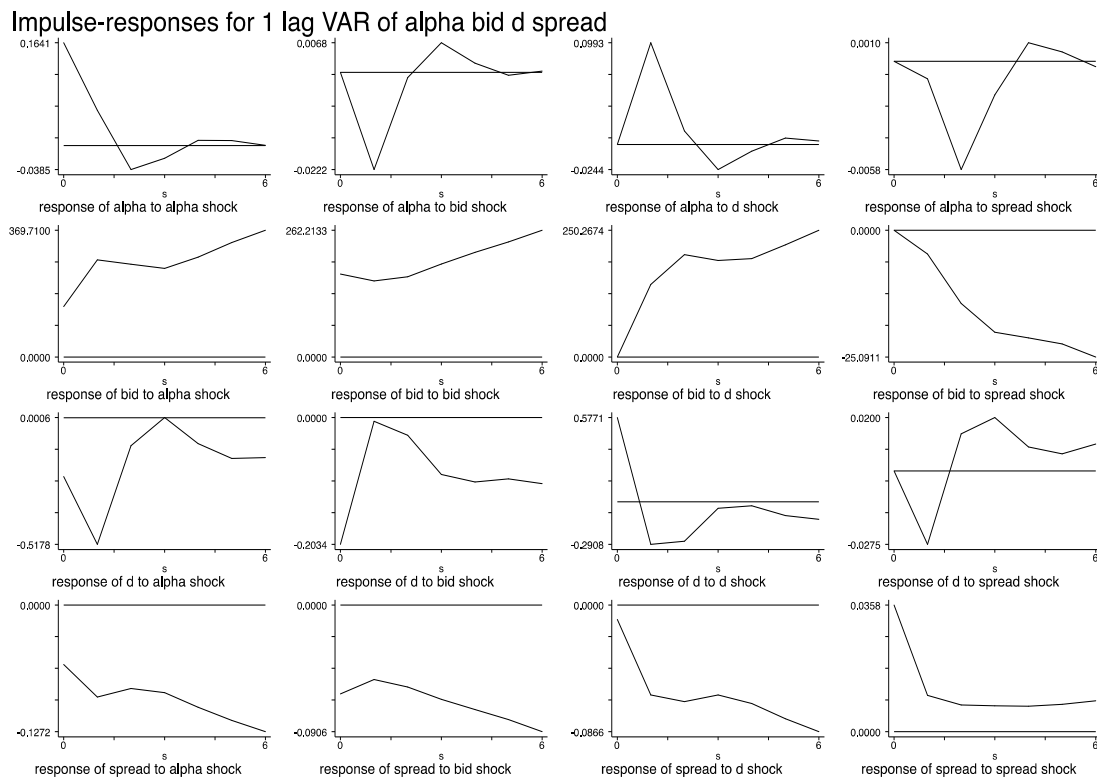 Impulse-responses for 1 lag VAR of alpha bid d spread
0.1641 0.0068 0.0993 0.0010
-0.0385 -0.0222 -0.0244 -0.0058
0 6 0 6 0 6 0 6
s s s s
response of alpha to alpha shock response of alpha to bid shock response of alpha to d shock response of alpha to spread shock
369.7100 262.2133 250.2674 0.0000
0.0000 0.0000 0.0000 -25.0911
0 6 0 6 0 6 0 6
s s s s
response of bid to alpha shock response of bid to bid shock response of bid to d shock response of bid to spread shock
0.0006 0.0000 0.5771 0.0200
-0.5178 -0.2034 -0.2908 -0.0275
0 6 0 6 0 6 0 6
s s s s
response of d to alpha shock response of d to bid shock response of d to d shock response of d to spread shock
0.0000 0.0000 0.0000 0.0358
-0.1272 -0.0906 -0.0866 0.0000
0 6 0 6 0 6 0 6
s s s s
response of spread to alpha shock response of spread to bid shock response of spread to d shock response of spread to spread shock